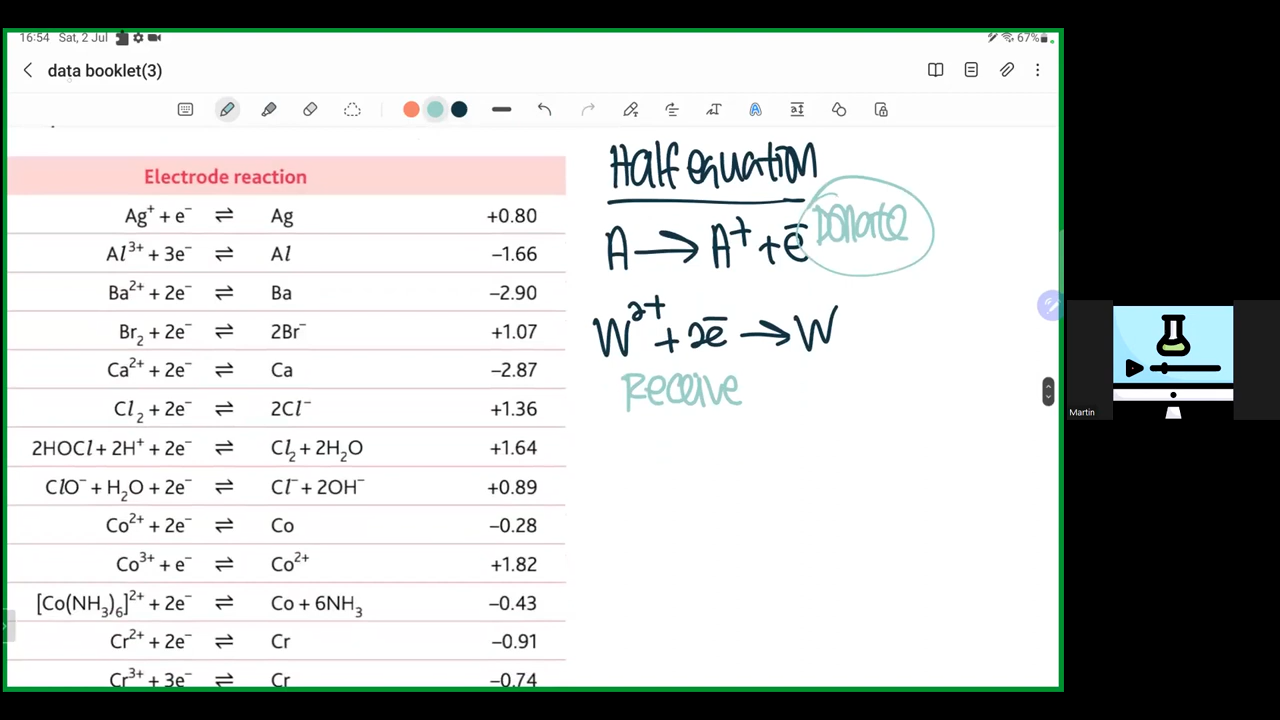 16:54 Sat, 2 Jul 67%
data booklet(3)
Electrode reaction
Ag⁺ + e⁻ ⇌ Ag +0.80
Al³⁺ + 3e⁻ ⇌ Al –1.66
Ba²⁺ + 2e⁻ ⇌ Ba –2.90
Br₂ + 2e⁻ ⇌ 2Br⁻ +1.07
Ca²⁺ + 2e⁻ ⇌ Ca –2.87
Cl₂ + 2e⁻ ⇌ 2Cl⁻ +1.36
2HOCl + 2H⁺ + 2e⁻ ⇌ Cl₂ + 2H₂O +1.64
ClO⁻ + H₂O + 2e⁻ ⇌ Cl⁻ + 2OH⁻ +0.89
Co²⁺ + 2e⁻ ⇌ Co –0.28
Co³⁺ + e⁻ ⇌ Co²⁺ +1.82
[Co(NH₃)₆]²⁺ + 2e⁻ ⇌ Co + 6NH₃ –0.43
Cr²⁺ + 2e⁻ ⇌ Cr –0.91
Cr³⁺ + 3e⁻ ⇌ Cr –0.74
Half equation
A → A⁺ + e⁻ Donate
W²⁺ + 2e⁻ → W
Receive
Martin